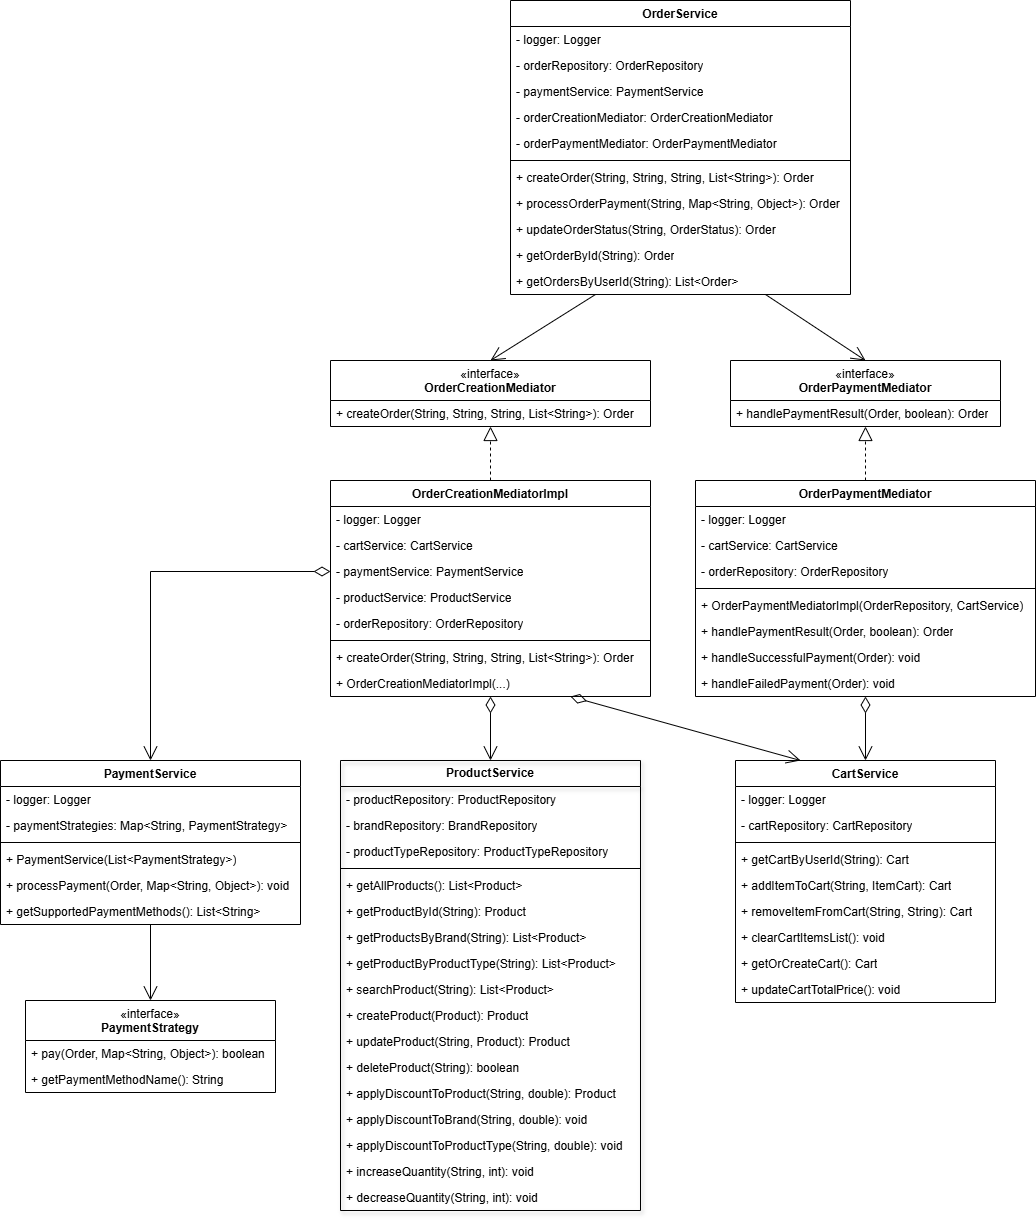 OrderService
- logger: Logger
- orderRepository: OrderRepository
- paymentService: PaymentService
- orderCreationMediator: OrderCreationMediator
- orderPaymentMediator: OrderPaymentMediator
+ createOrder(String, String, String, List<String>): Order
+ processOrderPayment(String, Map<String, Object>): Order
+ updateOrderStatus(String, OrderStatus): Order
+ getOrderById(String): Order
+ getOrdersByUserId(String): List<Order>
«interface»
OrderCreationMediator
+ createOrder(String, String, String, List<String>): Order
«interface»
OrderPaymentMediator
+ handlePaymentResult(Order, boolean): Order
OrderCreationMediatorImpl
- logger: Logger
- cartService: CartService
- paymentService: PaymentService
- productService: ProductService
- orderRepository: OrderRepository
+ createOrder(String, String, String, List<String>): Order
+ OrderCreationMediatorImpl(...)
OrderPaymentMediator
- logger: Logger
- cartService: CartService
- orderRepository: OrderRepository
+ OrderPaymentMediatorImpl(OrderRepository, CartService)
+ handlePaymentResult(Order, boolean): Order
+ handleSuccessfulPayment(Order): void
+ handleFailedPayment(Order): void
PaymentService
- logger: Logger
- paymentStrategies: Map<String, PaymentStrategy>
+ PaymentService(List<PaymentStrategy>)
+ processPayment(Order, Map<String, Object>): void
+ getSupportedPaymentMethods(): List<String>
«interface»
PaymentStrategy
+ pay(Order, Map<String, Object>): boolean
+ getPaymentMethodName(): String
ProductService
- productRepository: ProductRepository
- brandRepository: BrandRepository
- productTypeRepository: ProductTypeRepository
+ getAllProducts(): List<Product>
+ getProductById(String): Product
+ getProductsByBrand(String): List<Product>
+ getProductByProductType(String): List<Product>
+ searchProduct(String): List<Product>
+ createProduct(Product): Product
+ updateProduct(String, Product): Product
+ deleteProduct(String): boolean
+ applyDiscountToProduct(String, double): Product
+ applyDiscountToBrand(String, double): void
+ applyDiscountToProductType(String, double): void
+ increaseQuantity(String, int): void
+ decreaseQuantity(String, int): void
CartService
- logger: Logger
- cartRepository: CartRepository
+ getCartByUserId(String): Cart
+ addItemToCart(String, ItemCart): Cart
+ removeItemFromCart(String, String): Cart
+ clearCartItemsList(): void
+ getOrCreateCart(): Cart
+ updateCartTotalPrice(): void